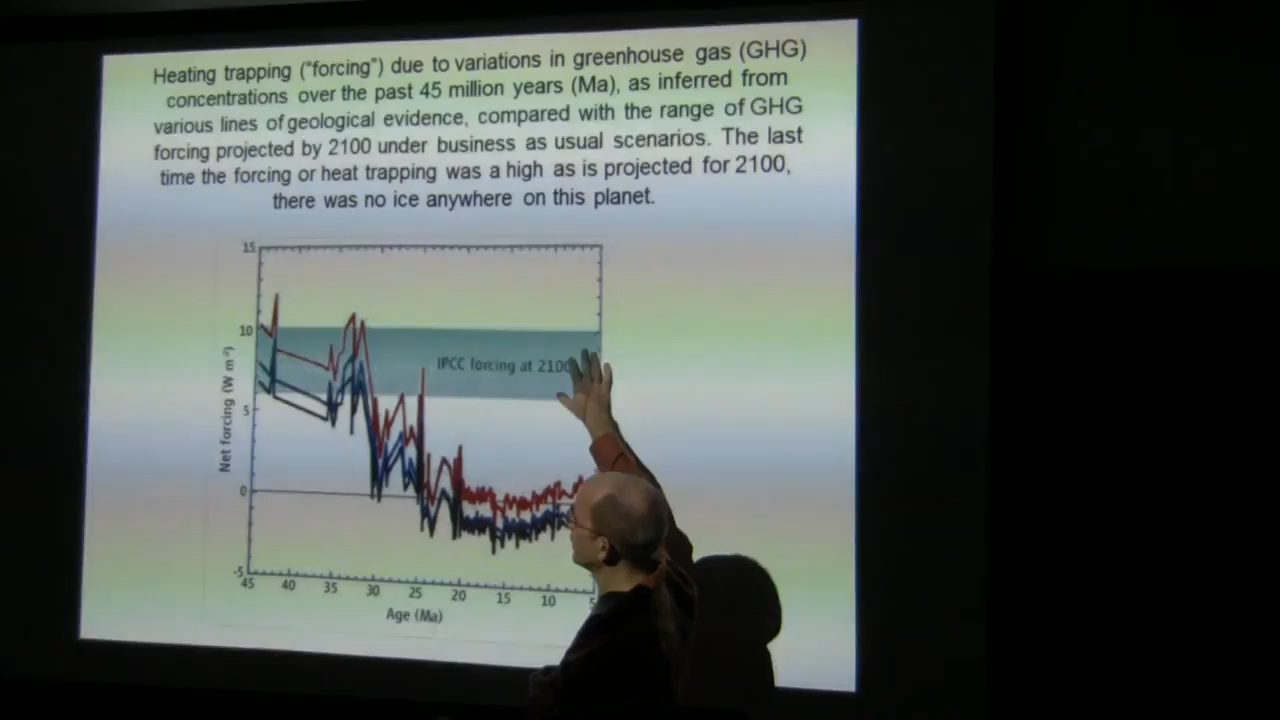 Heating trapping ("forcing") due to variations in greenhouse gas (GHG)
concentrations over the past 45 million years (Ma), as inferred from
various lines of geological evidence, compared with the range of GHG
forcing projected by 2100 under business as usual scenarios. The last
time the forcing or heat trapping was a high as is projected for 2100,
there was no ice anywhere on this planet.
15
10
IPCC forcing at 2100
5
Net forcing (W m⁻²)
0
-5
45 40 35 30 25 20 15 10 5
Age (Ma)